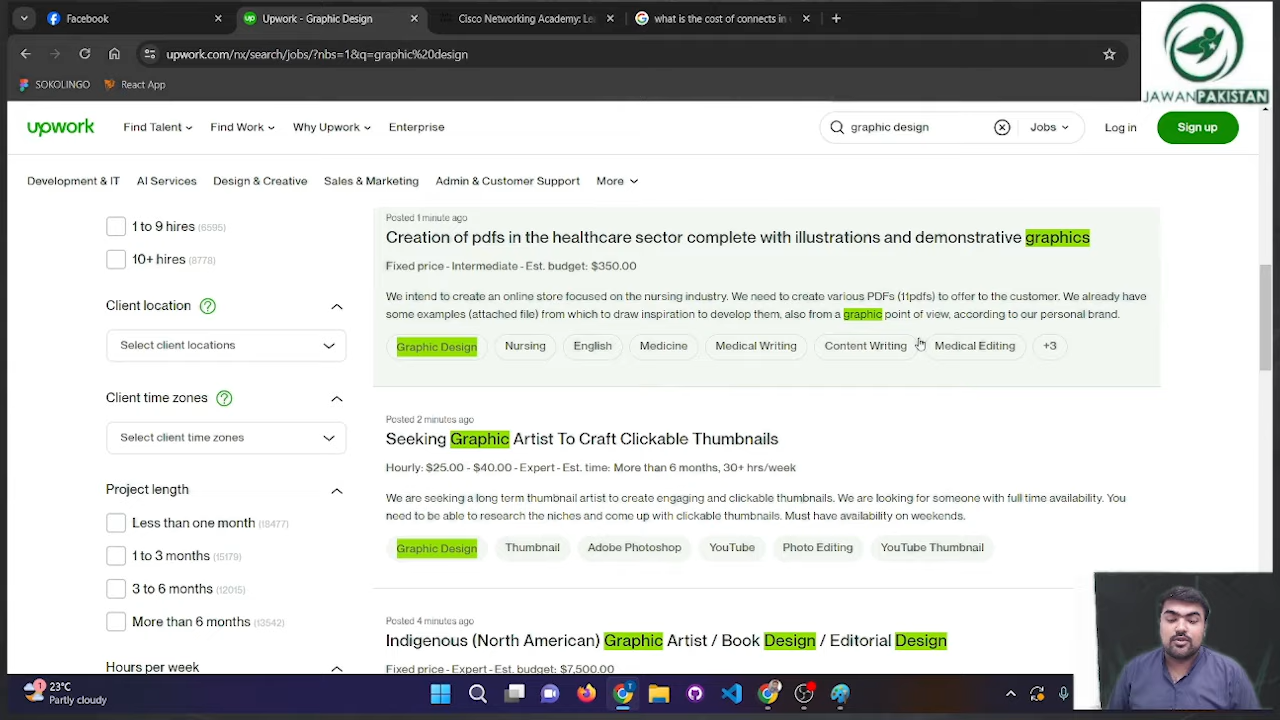 Facebook
Upwork - Graphic Design
what is the cost of contents in
JAWANPAKISTAN
upwork.com/nx/search/jobs/?nbs=1&q=graphic%20design
SOKOLINGO
React App
upwork
Find Talent
Find Work
Why Upwork
Enterprise
graphic design
Jobs
Log in
Sign up
Development & IT
AI Services
Design & Creative
Sales & Marketing
Admin & Customer Support
More
1 to 9 hires (6595)
10+ hires (8778)
Client location
Select client locations
Client time zones
Select client time zones
Project length
Less than one month (18477)
1 to 3 months (15179)
3 to 6 months (12015)
More than 6 months (13542)
Hours per week
Posted 1 minute ago
Creation of pdfs in the healthcare sector complete with illustrations and demonstrative graphics
Fixed price - Intermediate - Est. budget: $350.00
We intend to create an online store focused on the nursing industry. We need to create various PDFs (11pdfs) to offer to the customer. We already have
some examples (attached file) from which to draw inspiration to develop them, also from a graphic point of view, according to our personal brand.
Graphic Design
Nursing
English
Medicine
Medical Writing
Content Writing
Medical Editing
+3
Posted 2 minutes ago
Seeking Graphic Artist To Craft Clickable Thumbnails
Hourly: $25.00 - $40.00 - Expert - Est. time: More than 6 months, 30+ hrs/week
We are seeking a long term thumbnail artist to create engaging and clickable thumbnails. We are looking for someone with full time availability. You
need to be able to research the niches and come up with clickable thumbnails. Must have availability on weekends.
Graphic Design
Thumbnail
Adobe Photoshop
YouTube
Photo Editing
YouTube Thumbnail
Posted 4 minutes ago
Indigenous (North American) Graphic Artist / Book Design / Editorial Design
Fixed price - Expert - Est. budget: $7,500.00
23°C
Partly cloudy